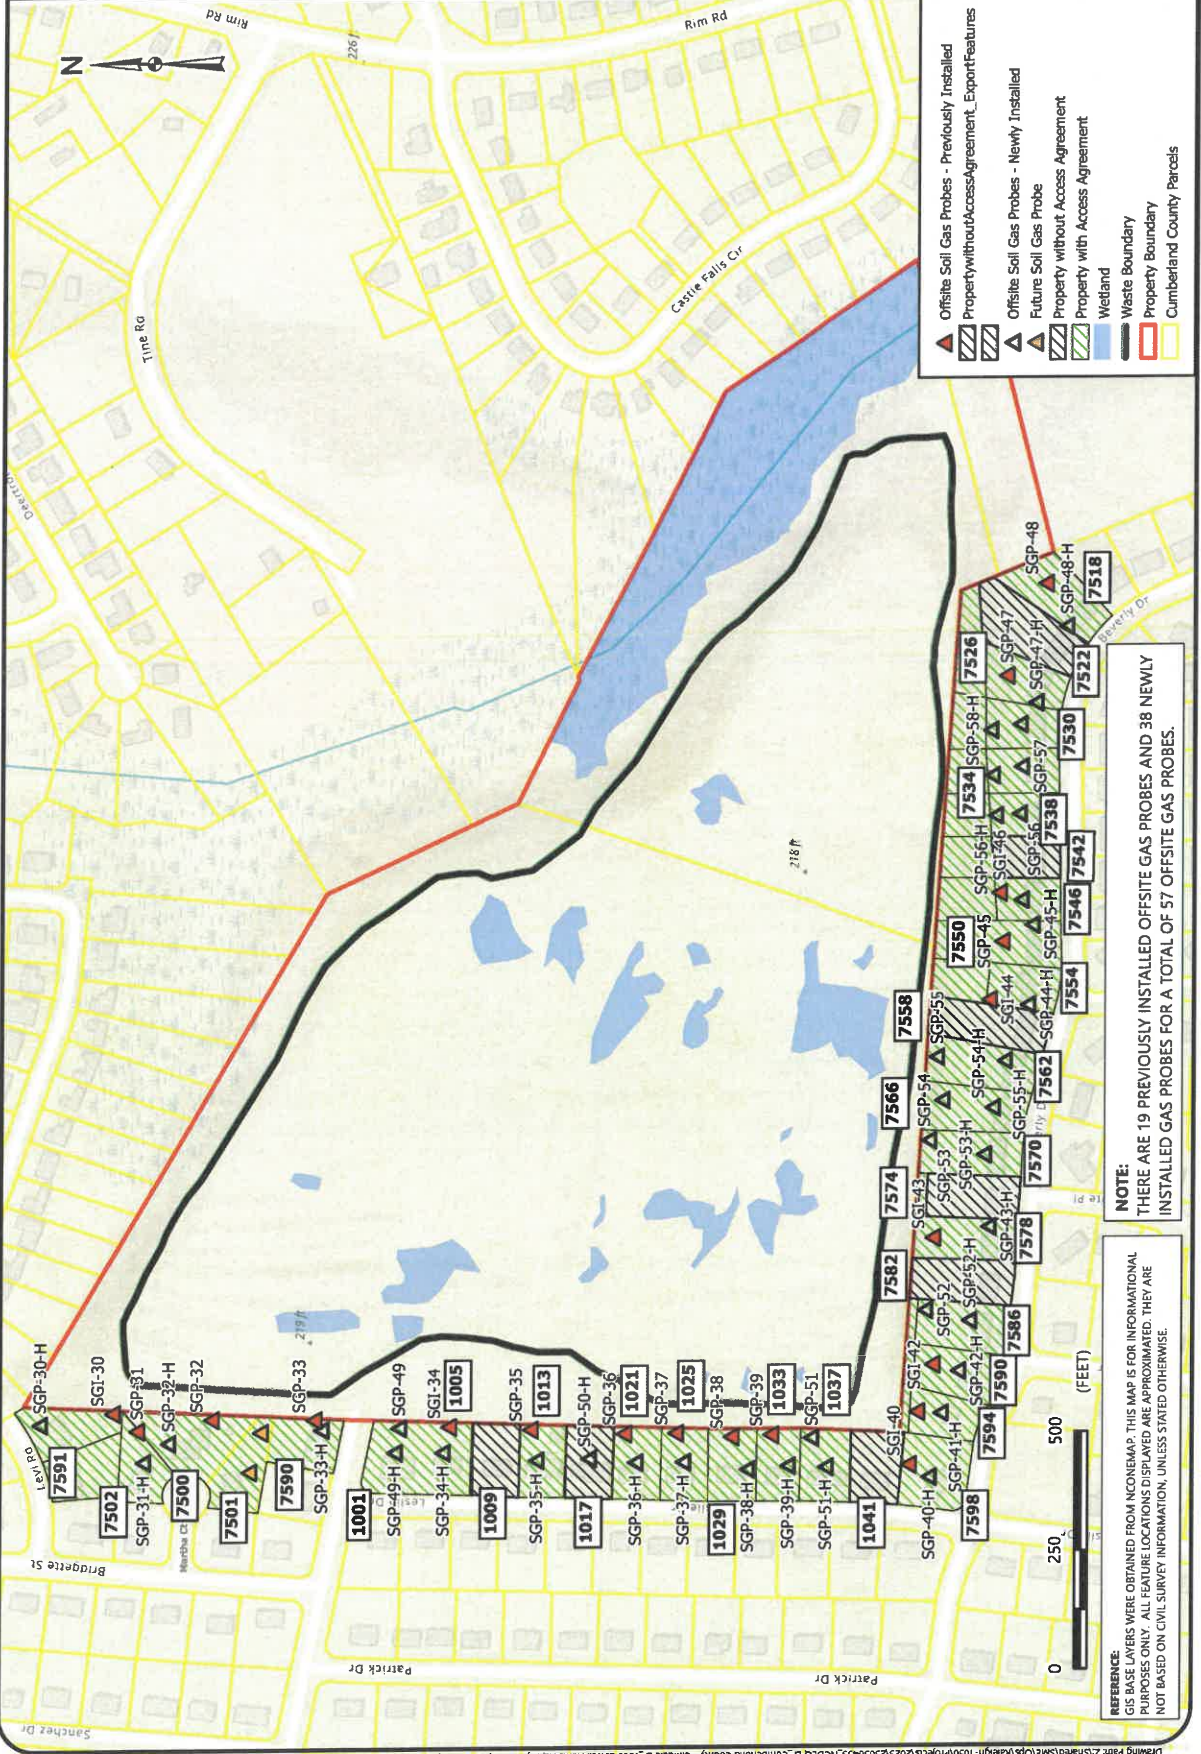 N
Rim Rd
Rim Rd
226 ft
Tine Rd
Castle Falls Cir
Levi Rd
Bridgette St
Martha Ct
Patrick Dr
Patrick Dr
Sanchez Dr
Beverly Dr
219 ft
218 ft
SGP-30-H
SGI-30
SGP-31
SGP-32-H
SGP-32
SGP-33
SGP-31-H
SGP-33-H
7591
7502
7500
7501
7590
1001
SGP-49
SGI-34
1005
SGP-35
1013
SGP-50-H
SGP-36
1021
SGP-37
1025
SGP-38
SGP-39
1033
SGP-51
1037
SGP-49-H
SGP-34-H
1009
SGP-35-H
1017
SGP-36-H
SGP-37-H
1029
SGP-38-H
SGP-39-H
SGP-51-H
1041
SGI-40
SGP-40-H
7598
SGP-41-H
7594
SGI-42
SGP-42-H
7590
7586
7582
SGP-52
SGP-52-H
SGI-43
SGP-43-H
7578
7574
SGP-53
SGP-53-H
7570
7566
SGP-54
SGP-54-H
SGP-55-H
7562
7558
SGP-55
SGI-44
SGP-44-H
7554
7550
SGP-45
SGP-45-H
7546
SGP-56-H
SGI-46
SGP-56
7542
7538
7534
SGP-58-H
SGP-57
7530
7526
SGP-47
SGP-47-H
7522
SGP-48
SGP-48-H
7518
Offsite Soil Gas Probes - Previously Installed
PropertywithoutAccessAgreement_ExportFeatures
Offsite Soil Gas Probes - Newly Installed
Future Soil Gas Probe
Property without Access Agreement
Property with Access Agreement
Wetland
Waste Boundary
Property Boundary
Cumberland County Parcels
0 250 500
(FEET)
REFERENCE:
GIS BASE LAYERS WERE OBTAINED FROM NCONEMAP. THIS MAP IS FOR INFORMATIONAL
PURPOSES ONLY. ALL FEATURE LOCATIONS DISPLAYED ARE APPROXIMATED. THEY ARE
NOT BASED ON CIVIL SURVEY INFORMATION, UNLESS STATED OTHERWISE.
NOTE:
THERE ARE 19 PREVIOUSLY INSTALLED OFFSITE GAS PROBES AND 38 NEWLY
INSTALLED GAS PROBES FOR A TOTAL OF 57 OFFSITE GAS PROBES.